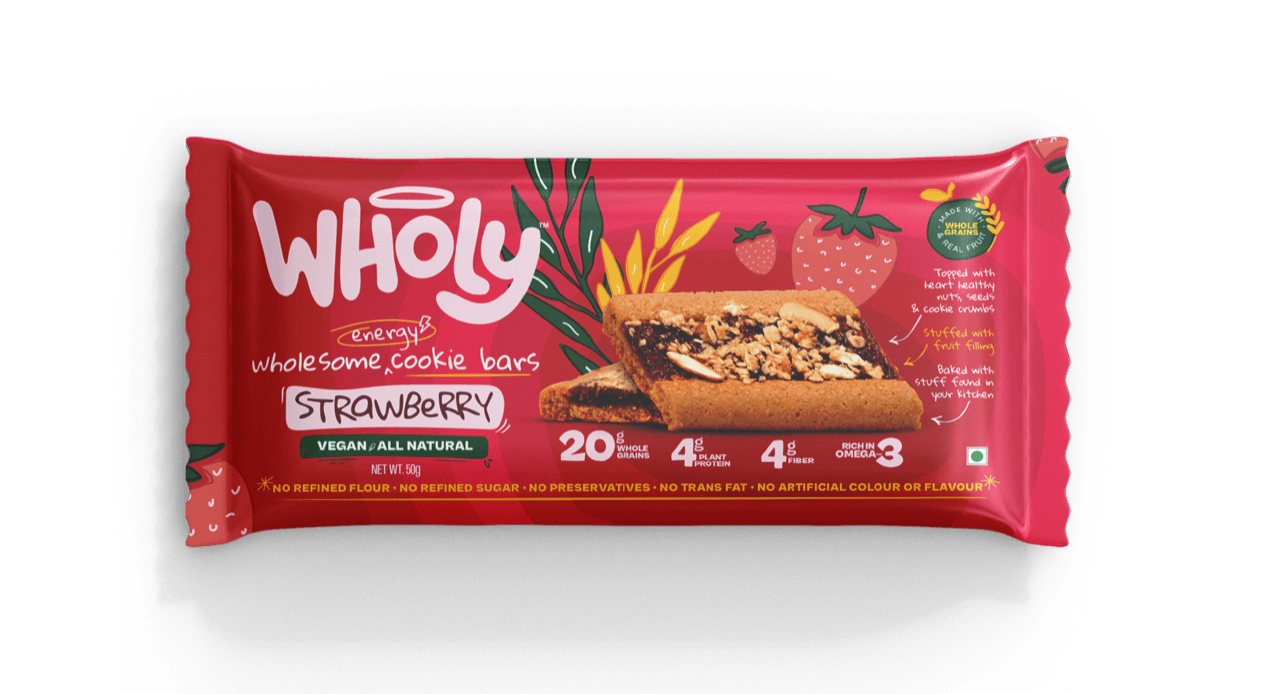 WHOLY™
energy
wholesome cookie bars
STRAWBERRY
VEGAN ALL NATURAL
NET WT. 50g
MADE WITH
WHOLE
GRAINS
& REAL FRUIT
Topped with
heart healthy
nuts, seeds
& cookie crumbs
Stuffed with
fruit filling
Baked with
stuff found in
your kitchen
20g WHOLE GRAINS
4g PLANT PROTEIN
4g FIBER
RICH IN OMEGA-3
NO REFINED FLOUR • NO REFINED SUGAR • NO PRESERVATIVES • NO TRANS FAT • NO ARTIFICIAL COLOUR OR FLAVOUR